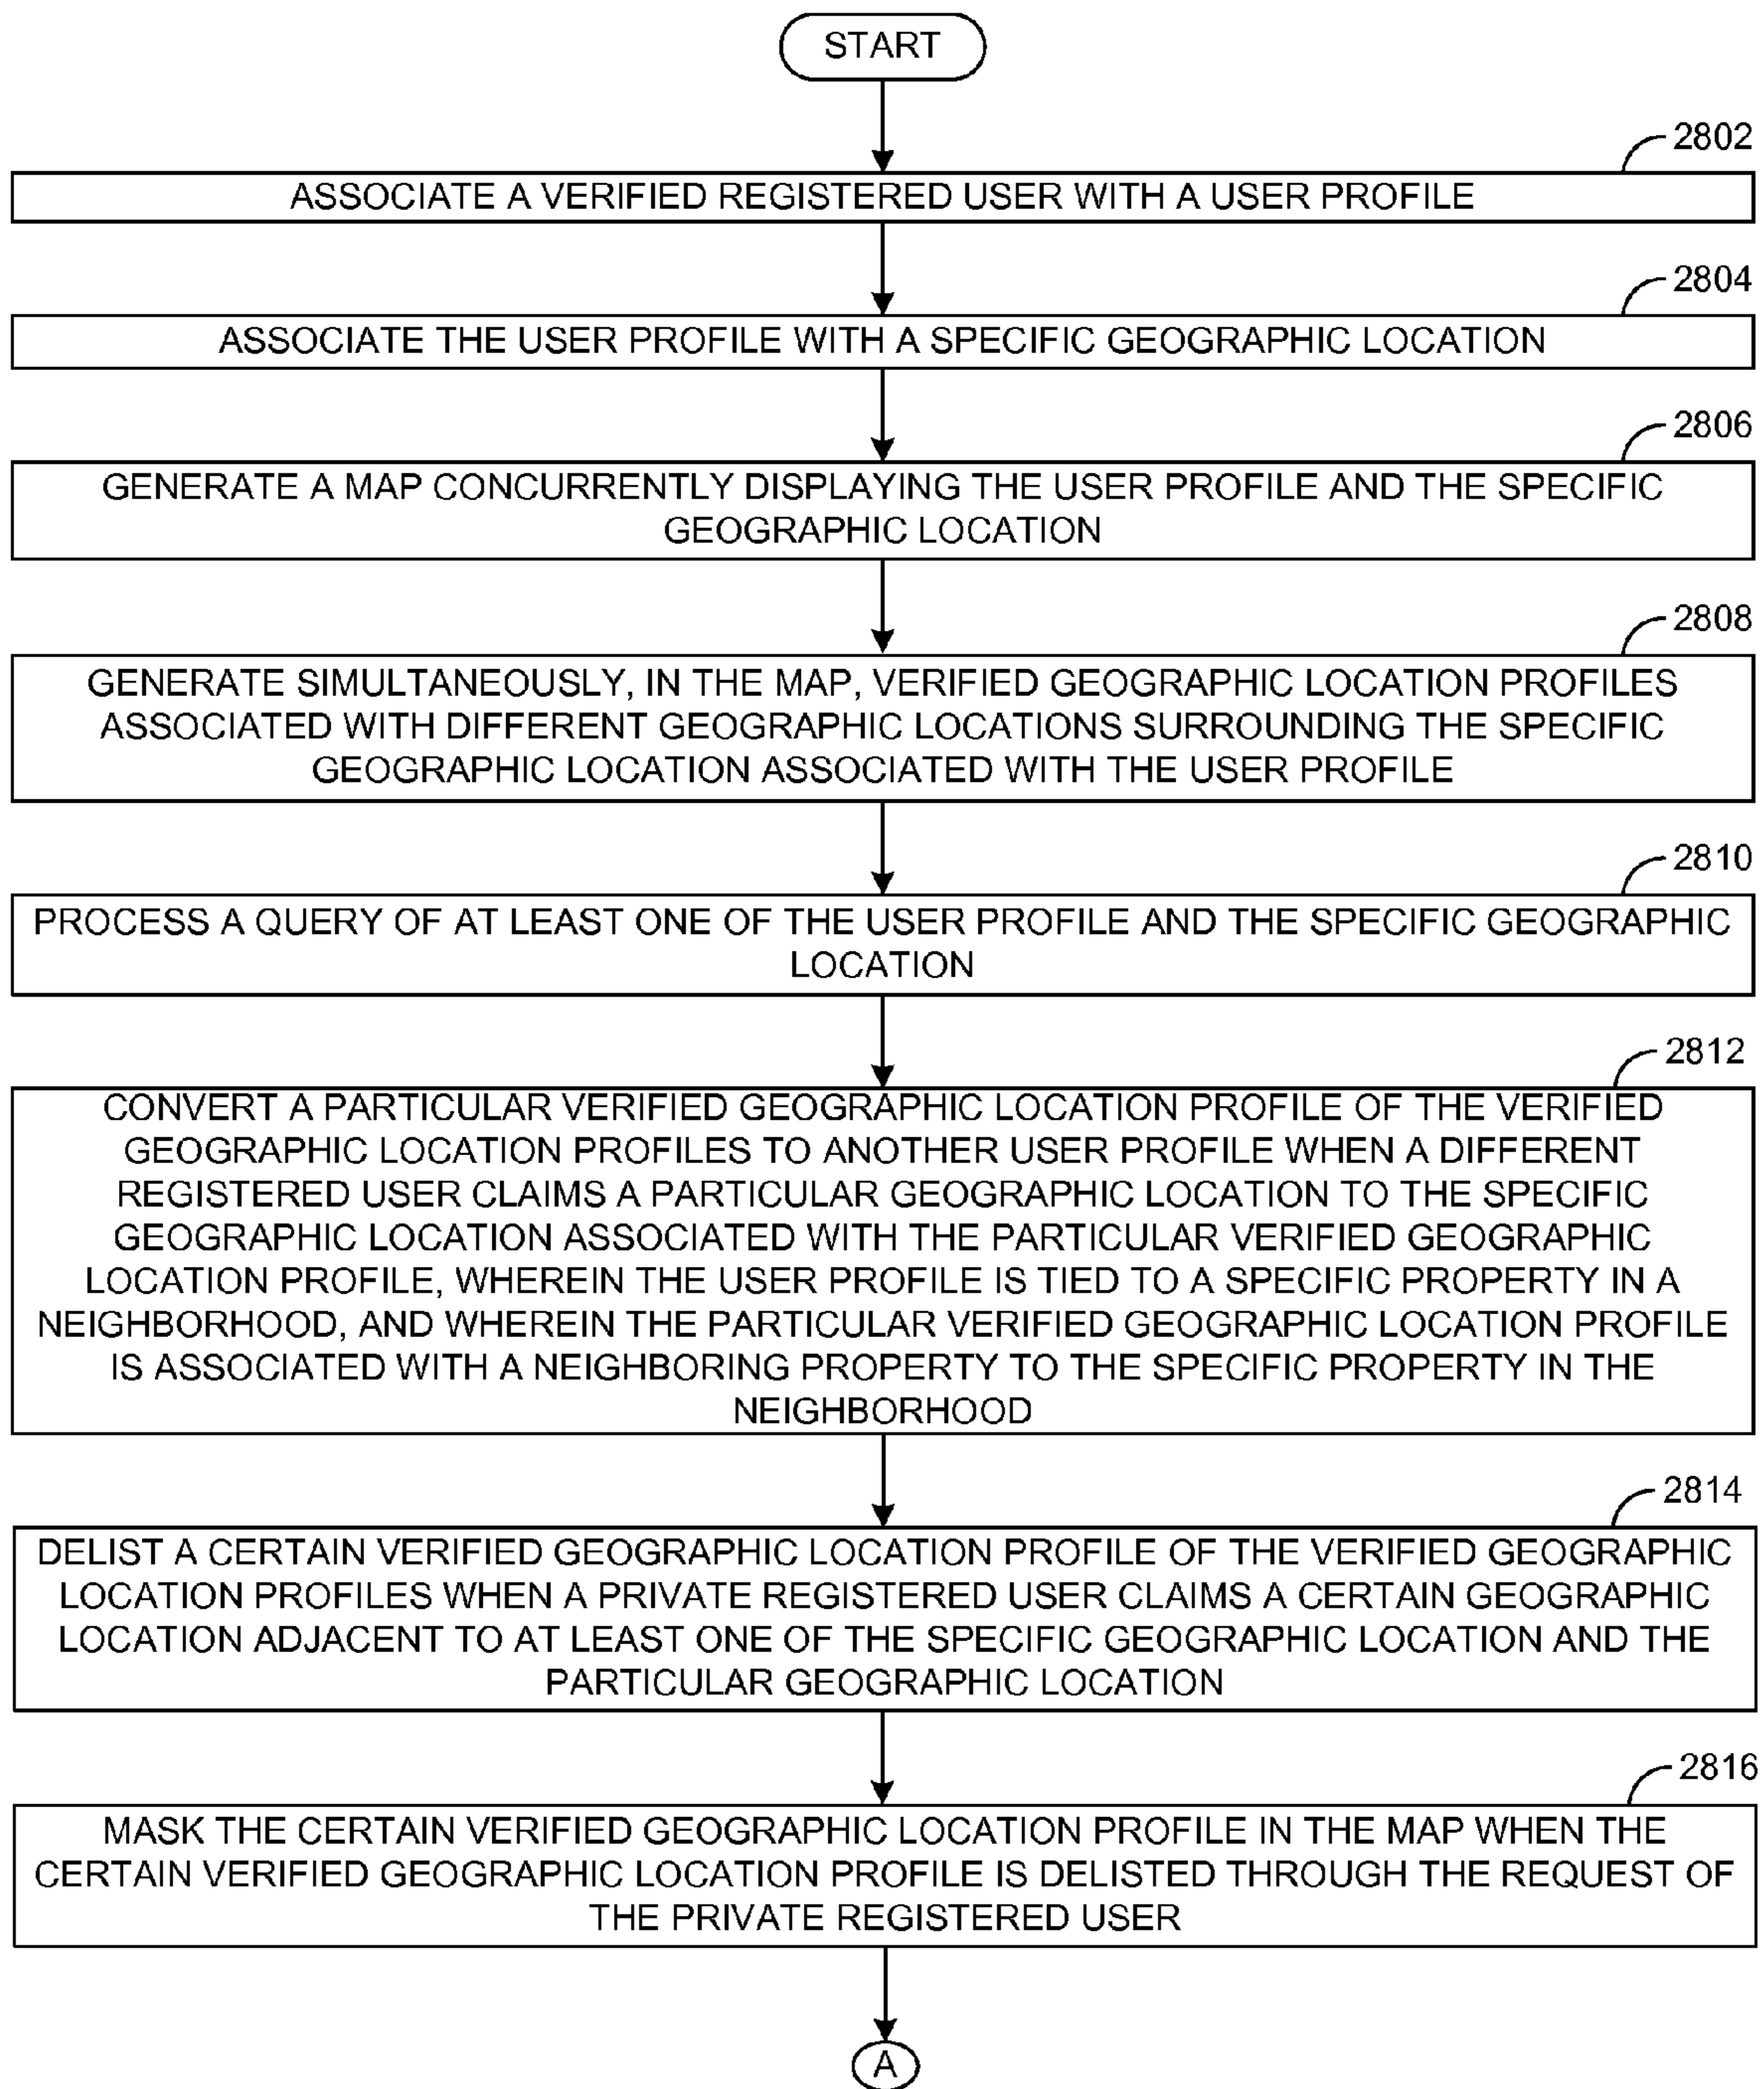 START
2802
ASSOCIATE A VERIFIED REGISTERED USER WITH A USER PROFILE
2804
ASSOCIATE THE USER PROFILE WITH A SPECIFIC GEOGRAPHIC LOCATION
2806
GENERATE A MAP CONCURRENTLY DISPLAYING THE USER PROFILE AND THE SPECIFIC
GEOGRAPHIC LOCATION
2808
GENERATE SIMULTANEOUSLY, IN THE MAP, VERIFIED GEOGRAPHIC LOCATION PROFILES
ASSOCIATED WITH DIFFERENT GEOGRAPHIC LOCATIONS SURROUNDING THE SPECIFIC
GEOGRAPHIC LOCATION ASSOCIATED WITH THE USER PROFILE
2810
PROCESS A QUERY OF AT LEAST ONE OF THE USER PROFILE AND THE SPECIFIC GEOGRAPHIC
LOCATION
2812
CONVERT A PARTICULAR VERIFIED GEOGRAPHIC LOCATION PROFILE OF THE VERIFIED
GEOGRAPHIC LOCATION PROFILES TO ANOTHER USER PROFILE WHEN A DIFFERENT
REGISTERED USER CLAIMS A PARTICULAR GEOGRAPHIC LOCATION TO THE SPECIFIC
GEOGRAPHIC LOCATION ASSOCIATED WITH THE PARTICULAR VERIFIED GEOGRAPHIC
LOCATION PROFILE, WHEREIN THE USER PROFILE IS TIED TO A SPECIFIC PROPERTY IN A
NEIGHBORHOOD, AND WHEREIN THE PARTICULAR VERIFIED GEOGRAPHIC LOCATION PROFILE
IS ASSOCIATED WITH A NEIGHBORING PROPERTY TO THE SPECIFIC PROPERTY IN THE
NEIGHBORHOOD
2814
DELIST A CERTAIN VERIFIED GEOGRAPHIC LOCATION PROFILE OF THE VERIFIED GEOGRAPHIC
LOCATION PROFILES WHEN A PRIVATE REGISTERED USER CLAIMS A CERTAIN GEOGRAPHIC
LOCATION ADJACENT TO AT LEAST ONE OF THE SPECIFIC GEOGRAPHIC LOCATION AND THE
PARTICULAR GEOGRAPHIC LOCATION
2816
MASK THE CERTAIN VERIFIED GEOGRAPHIC LOCATION PROFILE IN THE MAP WHEN THE
CERTAIN VERIFIED GEOGRAPHIC LOCATION PROFILE IS DELISTED THROUGH THE REQUEST OF
THE PRIVATE REGISTERED USER
A